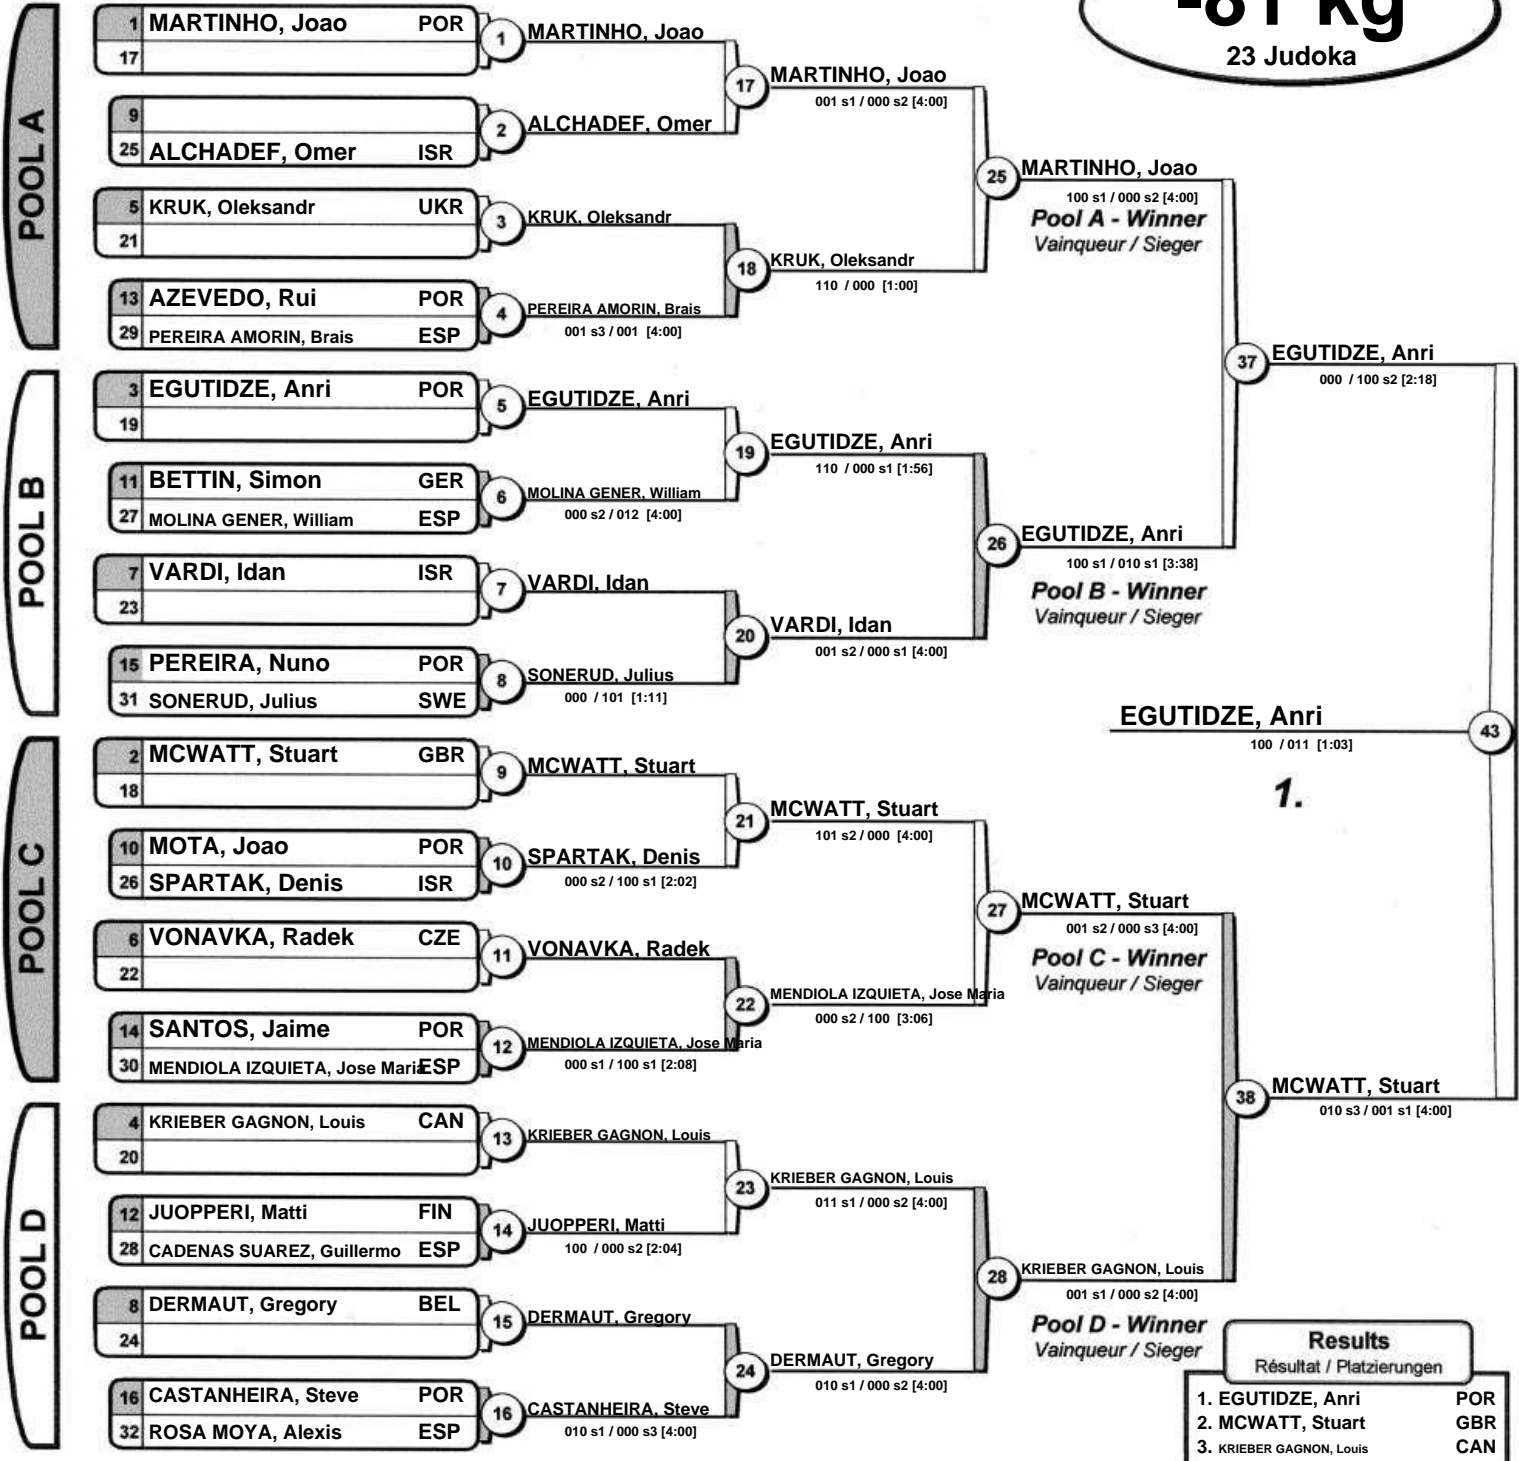 -81 kg
23 Judoka
POOL A
1 MARTINHO, Joao POR
17
1 MARTINHO, Joao
9
25 ALCHADEF, Omer ISR
2 ALCHADEF, Omer
17 MARTINHO, Joao
001 s1 / 000 s2 [4:00]
5 KRUK, Oleksandr UKR
21
3 KRUK, Oleksandr
13 AZEVEDO, Rui POR
29 PEREIRA AMORIN, Brais ESP
4 PEREIRA AMORIN, Brais
001 s3 / 001 [4:00]
18 KRUK, Oleksandr
110 / 000 [1:00]
25 MARTINHO, Joao
100 s1 / 000 s2 [4:00]
Pool A - Winner
Vainqueur / Sieger
POOL B
3 EGUTIDZE, Anri POR
19
5 EGUTIDZE, Anri
11 BETTIN, Simon GER
27 MOLINA GENER, William ESP
6 MOLINA GENER, William
000 s2 / 012 [4:00]
19 EGUTIDZE, Anri
110 / 000 s1 [1:56]
7 VARDI, Idan ISR
23
7 VARDI, Idan
15 PEREIRA, Nuno POR
31 SONERUD, Julius SWE
8 SONERUD, Julius
000 / 101 [1:11]
20 VARDI, Idan
001 s2 / 000 s1 [4:00]
26 EGUTIDZE, Anri
100 s1 / 010 s1 [3:38]
Pool B - Winner
Vainqueur / Sieger
37 EGUTIDZE, Anri
000 / 100 s2 [2:18]
EGUTIDZE, Anri 43
100 / 011 [1:03]
1.
POOL C
2 MCWATT, Stuart GBR
18
9 MCWATT, Stuart
10 MOTA, Joao POR
26 SPARTAK, Denis ISR
10 SPARTAK, Denis
000 s2 / 100 s1 [2:02]
21 MCWATT, Stuart
101 s2 / 000 [4:00]
6 VONAVKA, Radek CZE
22
11 VONAVKA, Radek
14 SANTOS, Jaime POR
30 MENDIOLA IZQUIETA, Jose Maria ESP
12 MENDIOLA IZQUIETA, Jose Maria
000 s1 / 100 s1 [2:08]
22 MENDIOLA IZQUIETA, Jose Maria
000 s2 / 100 [3:06]
27 MCWATT, Stuart
001 s2 / 000 s3 [4:00]
Pool C - Winner
Vainqueur / Sieger
POOL D
4 KRIEBER GAGNON, Louis CAN
20
13 KRIEBER GAGNON, Louis
12 JUOPPERI, Matti FIN
28 CADENAS SUAREZ, Guillermo ESP
14 JUOPPERI, Matti
100 / 000 s2 [2:04]
23 KRIEBER GAGNON, Louis
011 s1 / 000 s2 [4:00]
8 DERMAUT, Gregory BEL
24
15 DERMAUT, Gregory
16 CASTANHEIRA, Steve POR
32 ROSA MOYA, Alexis ESP
16 CASTANHEIRA, Steve
010 s1 / 000 s3 [4:00]
24 DERMAUT, Gregory
010 s1 / 000 s2 [4:00]
28 KRIEBER GAGNON, Louis
001 s1 / 000 s2 [4:00]
Pool D - Winner
Vainqueur / Sieger
38 MCWATT, Stuart
010 s3 / 001 s1 [4:00]
Results
Résultat / Platzierungen
1. EGUTIDZE, Anri POR
2. MCWATT, Stuart GBR
3. KRIEBER GAGNON, Louis CAN